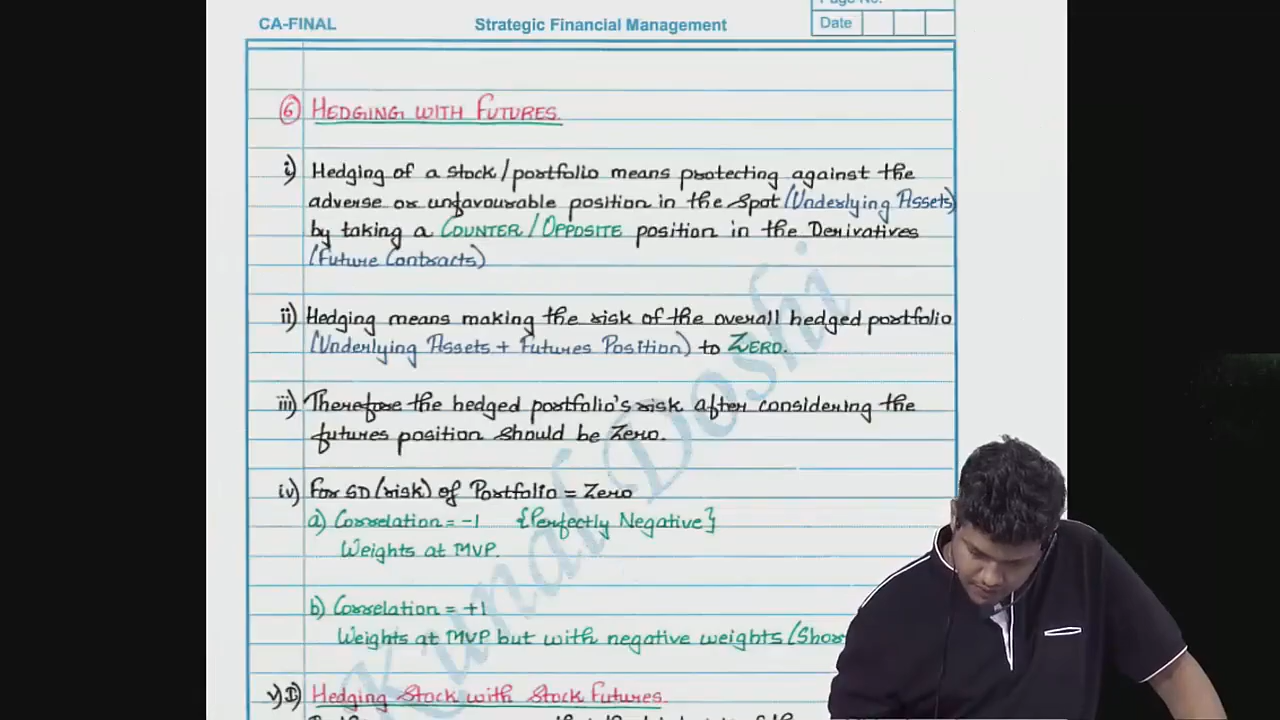 Page No.
CA-FINAL Strategic Financial Management Date
6 HEDGING WITH FUTURES.
i) Hedging of a stock/portfolio means protecting against the
adverse or unfavourable position in the spot (Underlying Assets)
by taking a COUNTER/OPPOSITE position in the Derivatives
(Future Contracts)
ii) Hedging means making the risk of the overall hedged portfolio
(Underlying Assets + Futures Position) to ZERO.
iii) Therefore the hedged portfolio's risk after considering the
futures position should be Zero.
iv) For SD (risk) of Portfolio = Zero
a) Correlation = -1 {Perfectly Negative}
Weights at MVP.
b) Correlation = +1
Weights at MVP but with negative weights (Shor
v) I) Hedging Stock with Stock Futures.
Kunal Doshi